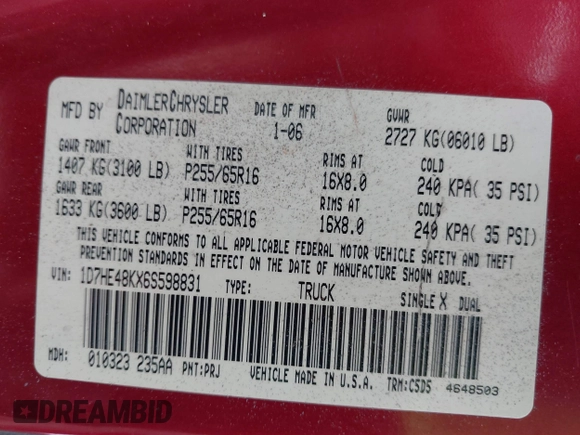 MFD BY DAIMLERCHRYSLER CORPORATION DATE OF MFR 1-06 GVWR 2727 KG(06010 LB)
GAWR FRONT WITH TIRES RIMS AT COLD
1407 KG(3100 LB) P255/65R16 16X8.0 240 KPA( 35 PSI)
GAWR REAR WITH TIRES RIMS AT COLD
1633 KG(3600 LB) P255/65R16 16X8.0 240 KPA( 35 PSI)
THIS VEHICLE CONFORMS TO ALL APPLICABLE FEDERAL MOTOR VEHICLE SAFETY AND THEFT
PREVENTION STANDARDS IN EFFECT ON THE DATE OF MANUFACTURE SHOWN ABOVE.
VIN: 1D7HE48KX6S598831 TYPE: TRUCK SINGLE X DUAL
MDH: 010323 235AA PNT:PRJ VEHICLE MADE IN U.S.A. TRM:C5D5 4648503
DREAMBID